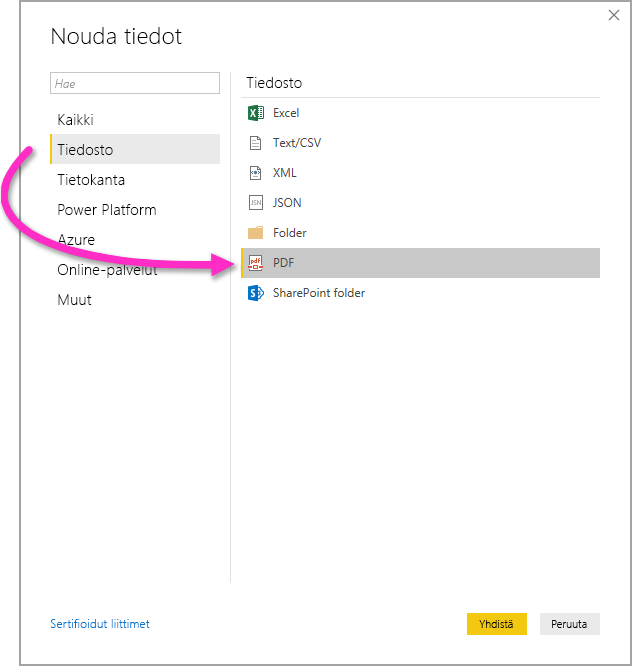 Nouda tiedot
Hae
Kaikki
Tiedosto
Tietokanta
Power Platform
Azure
Online-palvelut
Muut
Tiedosto
Excel
Text/CSV
XML
JSON
Folder
PDF
SharePoint folder
Sertifioidut liittimet
Yhdistä
Peruuta